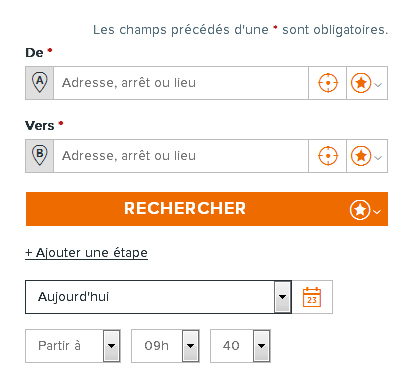 Les champs précédés d'une * sont obligatoires.
De *
A Adresse, arrêt ou lieu
Vers *
B Adresse, arrêt ou lieu
RECHERCHER
+ Ajouter une étape
Aujourd'hui 23
Partir à 09h 40